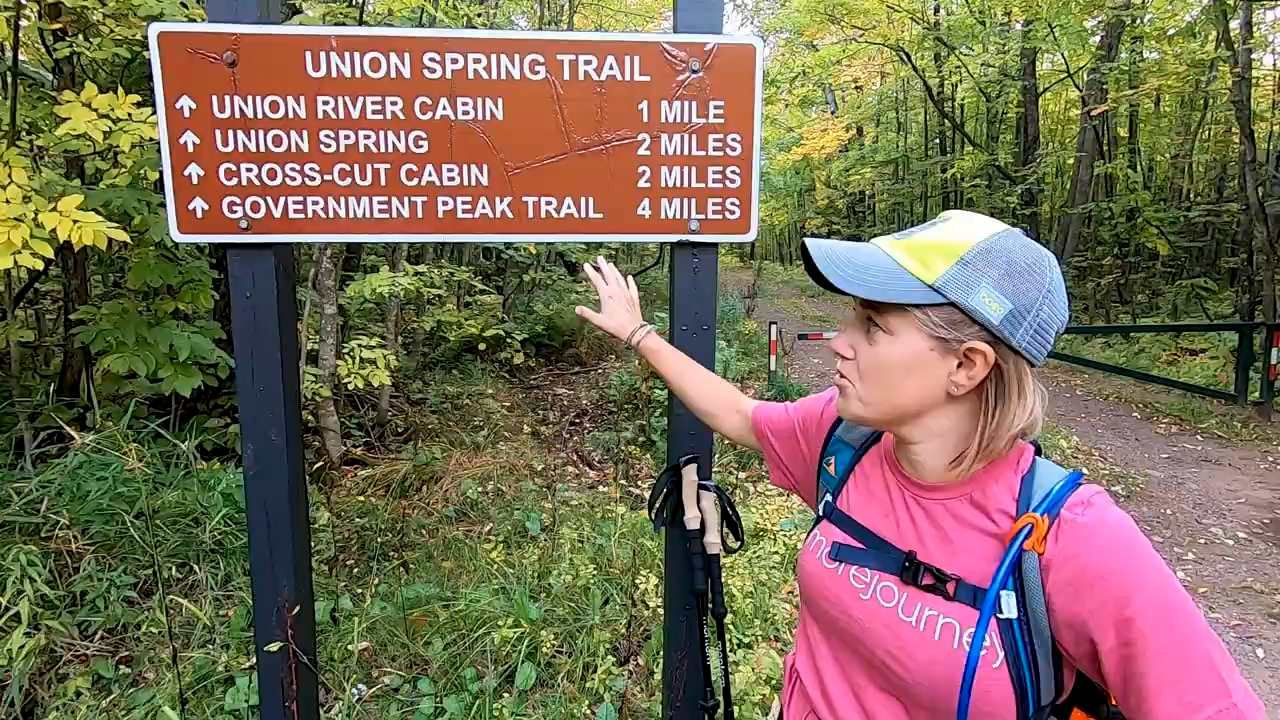 UNION SPRING TRAIL
↑ UNION RIVER CABIN 1 MILE
↑ UNION SPRING 2 MILES
↑ CROSS-CUT CABIN 2 MILES
↑ GOVERNMENT PEAK TRAIL 4 MILES
morejourney